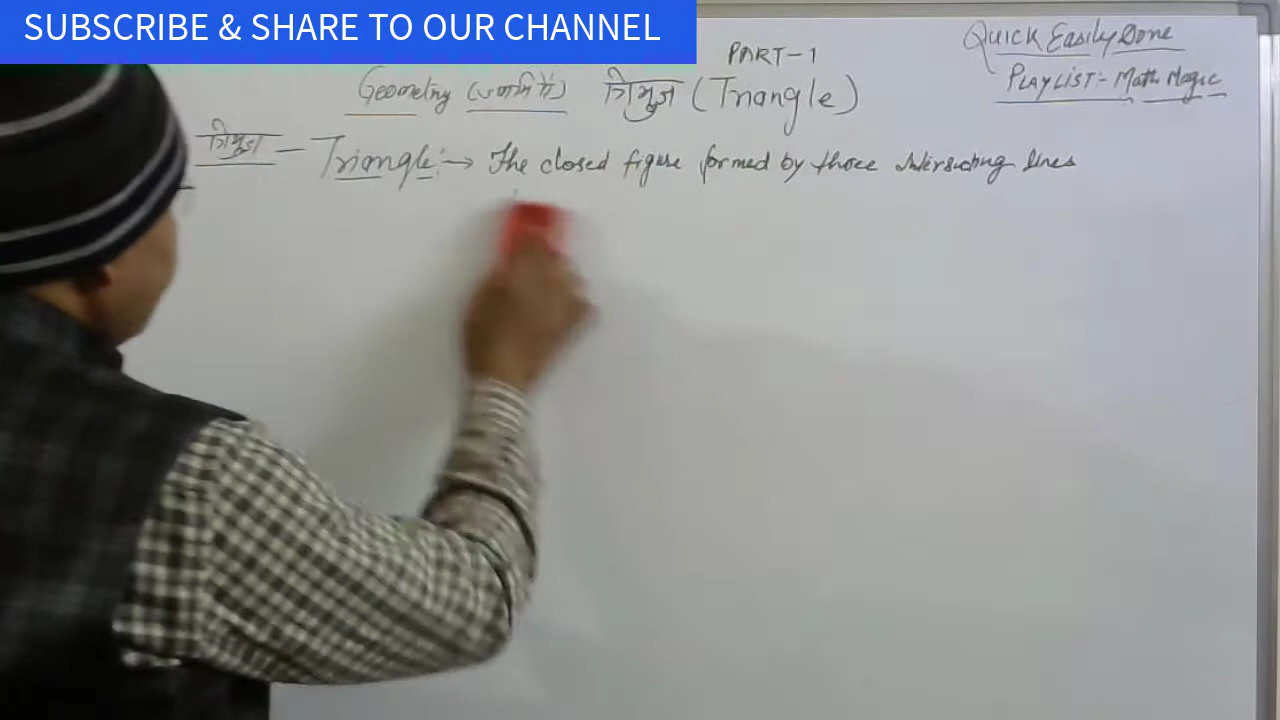 SUBSCRIBE & SHARE TO OUR CHANNEL
PART-1
Quick Easily Done
PLAYLIST:- Math Magic
Geometry (ज्यामिति) त्रिभुज (Triangle)
त्रिभुज — Triangle:→ The closed figure formed by those intersecting lines